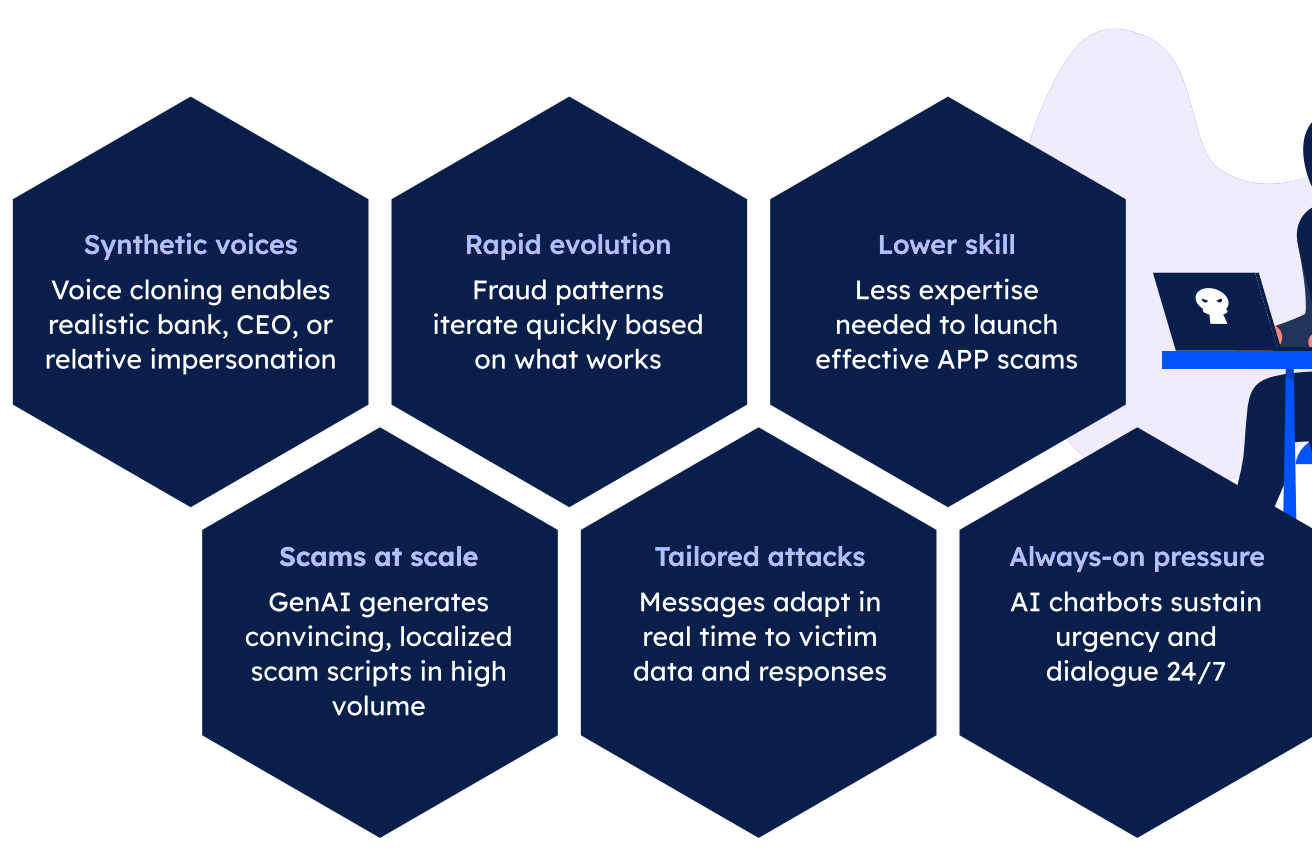 Synthetic voices
Voice cloning enables
realistic bank, CEO, or
relative impersonation
Rapid evolution
Fraud patterns
iterate quickly based
on what works
Lower skill
Less expertise
needed to launch
effective APP scams
Scams at scale
GenAI generates
convincing, localized
scam scripts in high
volume
Tailored attacks
Messages adapt in
real time to victim
data and responses
Always-on pressure
AI chatbots sustain
urgency and
dialogue 24/7